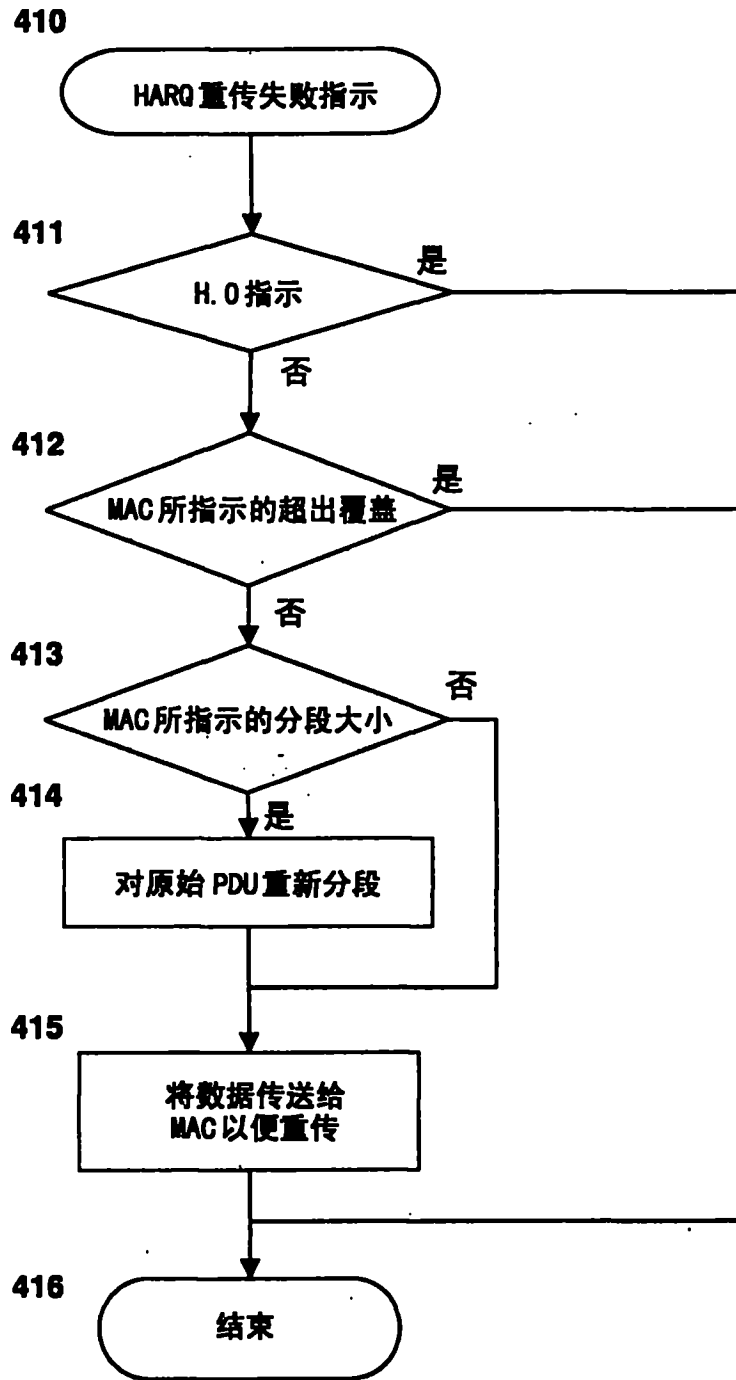 410
HARQ重传失败指示
411
是
H.O指示
否
412
是
MAC所指示的超出覆盖
否
413
否
MAC所指示的分段大小
414
是
对原始PDU重新分段
415
将数据传送给
MAC以便重传
416
结束